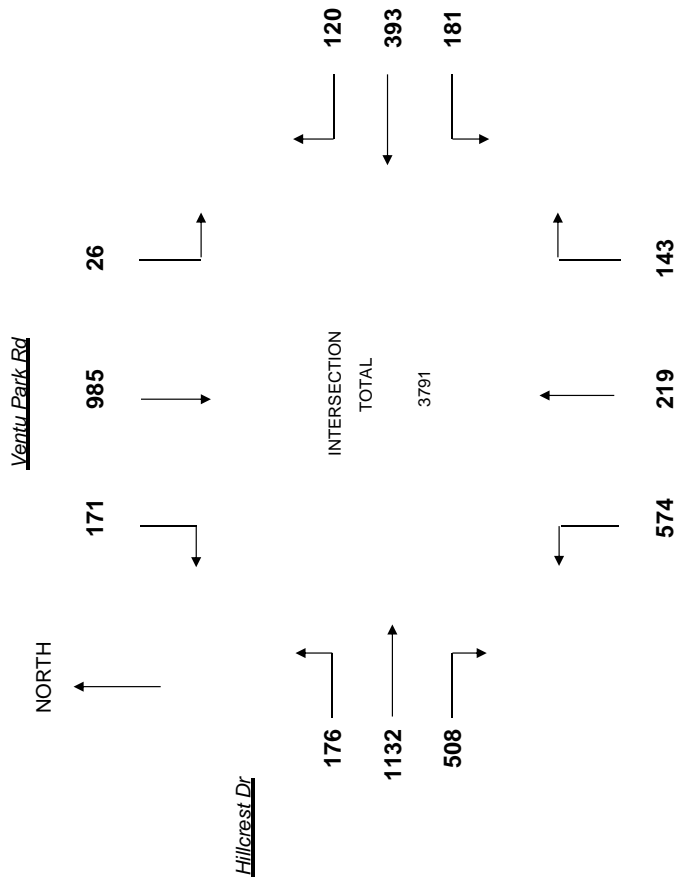 Ventu Park Rd
NORTH
171
985
26
Hillcrest Dr
176
1132
508
120
393
181
INTERSECTION
TOTAL
3791
574
219
143